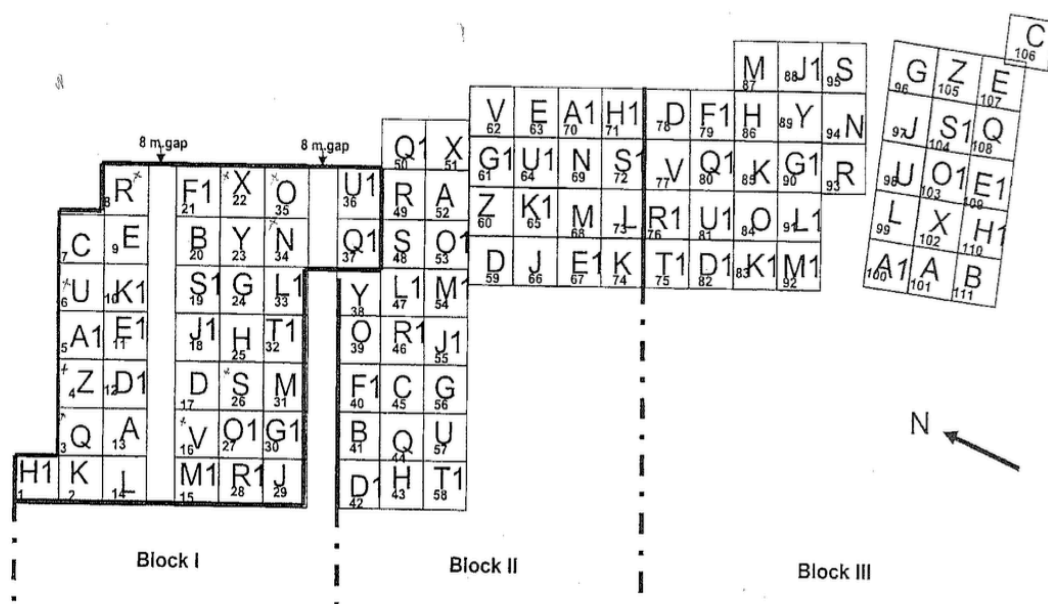 C
106
M 87 J1 88 S 95
G 96 Z 105 E 107
V 62 E 63 A1 70 H1 71 D 78 F1 79 H 86 Y 89 N 94
J 97 S1 104 Q 108
8 m.gap 8 m.gap Q1 50 X 51
G1 61 U1 64 N 69 S1 72 V 77 Q1 80 K 85 G1 90 R 93
U 98 O1 103 E1 109
R 8 F1 21 X 22 O 35 U1 36 R 49 A 52
Z 60 K1 65 M 68 L 73 R1 76 U1 81 O 84 L1 91
L 99 X 102 H1 110
C 7 E 9 B 20 Y 23 N 34 Q1 37 S 48 O1 53
D 59 J 66 E1 67 K 74 T1 75 D1 82 K1 83 M1 92
A1 100 A 101 B 111
U 6 K1 10 S1 19 G 24 L1 33 Y 38 L1 47 M1 54
A1 5 E1 11 J1 18 H 25 T1 32 O 39 R1 46 J1 55
Z 4 D1 12 D 17 S 26 M 31 F1 40 C 45 G 56
Q 3 A 13 V 16 O1 27 G1 30 B 41 Q 44 U 57
N
H1 1 K 2 L 14 M1 15 R1 28 J 29 D1 42 H 43 T1 58
Block I Block II Block III